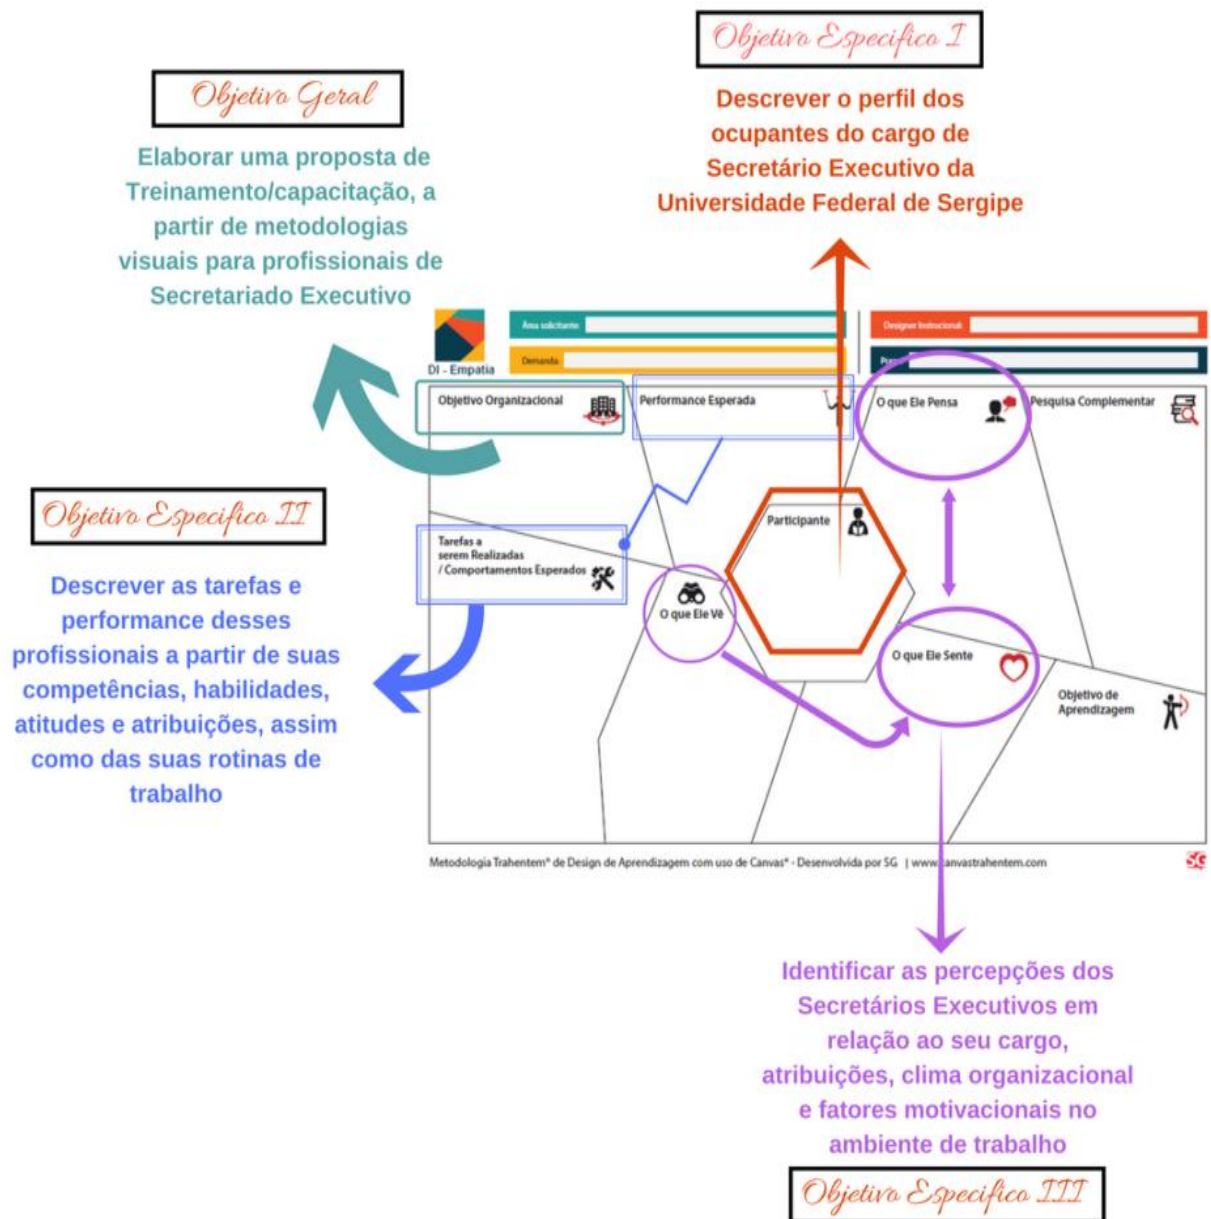 Objetivo Especifico I
Descrever o perfil dos
ocupantes do cargo de
Secretário Executivo da
Universidade Federal de Sergipe
Objetivo Geral
Elaborar uma proposta de
Treinamento/capacitação, a
partir de metodologias
visuais para profissionais de
Secretariado Executivo
DI - Empatia
Área solicitante:
Demanda:
Designer Instrucional:
Objetivo Organizacional
Performance Esperada
O que Ele Pensa
Pesquisa Complementar
Participante
Tarefas a
serem Realizadas
/ Comportamentos Esperados
O que Ele Vê
O que Ele Sente
Objetivo de
Aprendizagem
Objetivo Especifico II
Descrever as tarefas e
performance desses
profissionais a partir de suas
competências, habilidades,
atitudes e atribuições, assim
como das suas rotinas de
trabalho
Metodologia Trahentem® de Design de Aprendizagem com uso de Canvas® - Desenvolvida por SG | www.canvastrahentem.com
SG
Identificar as percepções dos
Secretários Executivos em
relação ao seu cargo,
atribuições, clima organizacional
e fatores motivacionais no
ambiente de trabalho
Objetivo Especifico III